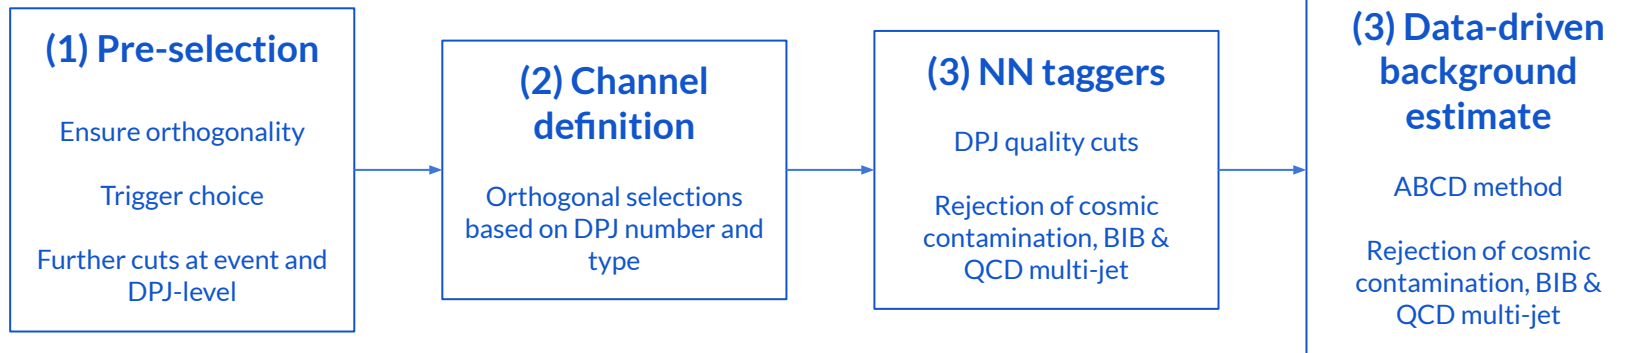 (1) Pre-selection
Ensure orthogonality
Trigger choice
Further cuts at event and
DPJ-level
(2) Channel
definition
Orthogonal selections
based on DPJ number and
type
(3) NN taggers
DPJ quality cuts
Rejection of cosmic
contamination, BIB &
QCD multi-jet
(3) Data-driven
background
estimate
ABCD method
Rejection of cosmic
contamination, BIB &
QCD multi-jet